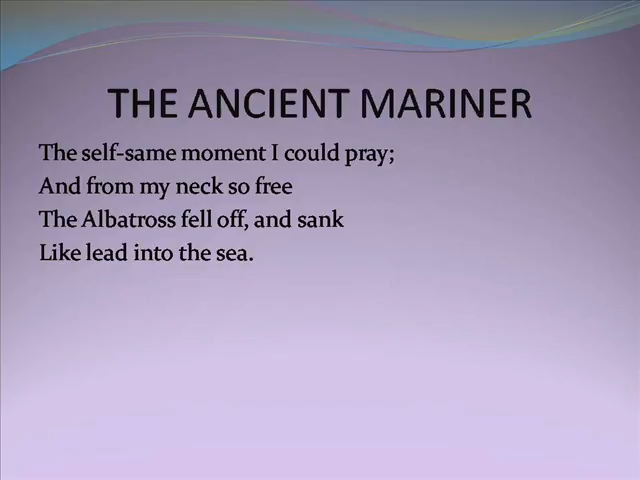 THE ANCIENT MARINER
The self-same moment I could pray;
And from my neck so free
The Albatross fell off, and sank
Like lead into the sea.